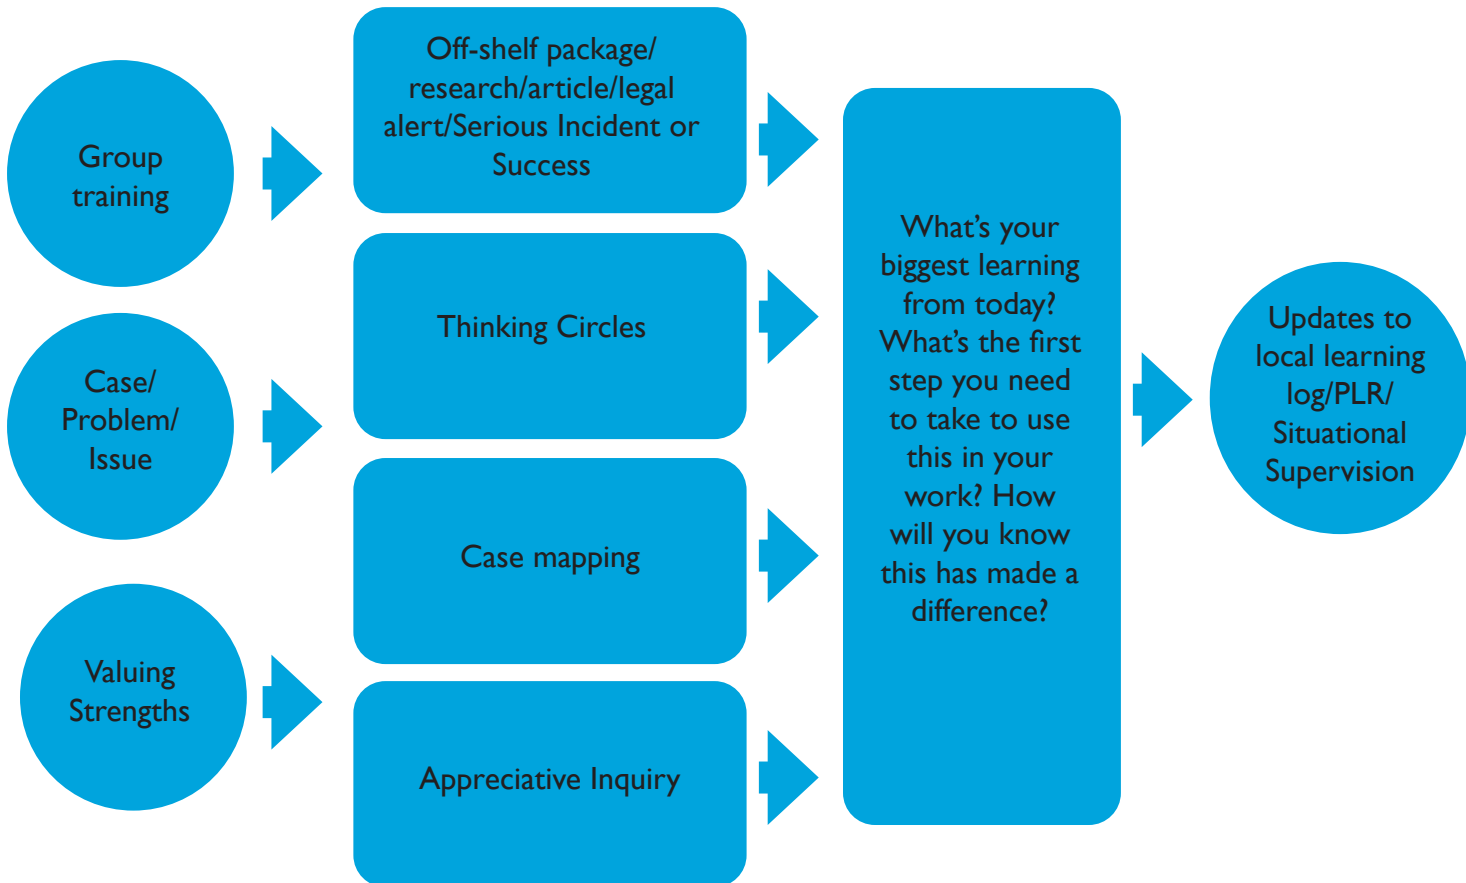 Group
training
Case/
Problem/
Issue
Valuing
Strengths
Off-shelf package/
research/article/legal
alert/Serious Incident or
Success
Thinking Circles
Case mapping
Appreciative Inquiry
What’s your
biggest learning
from today?
What’s the first
step you need
to take to use
this in your
work? How
will you know
this has made a
difference?
Updates to
local learning
log/PLR/
Situational
Supervision